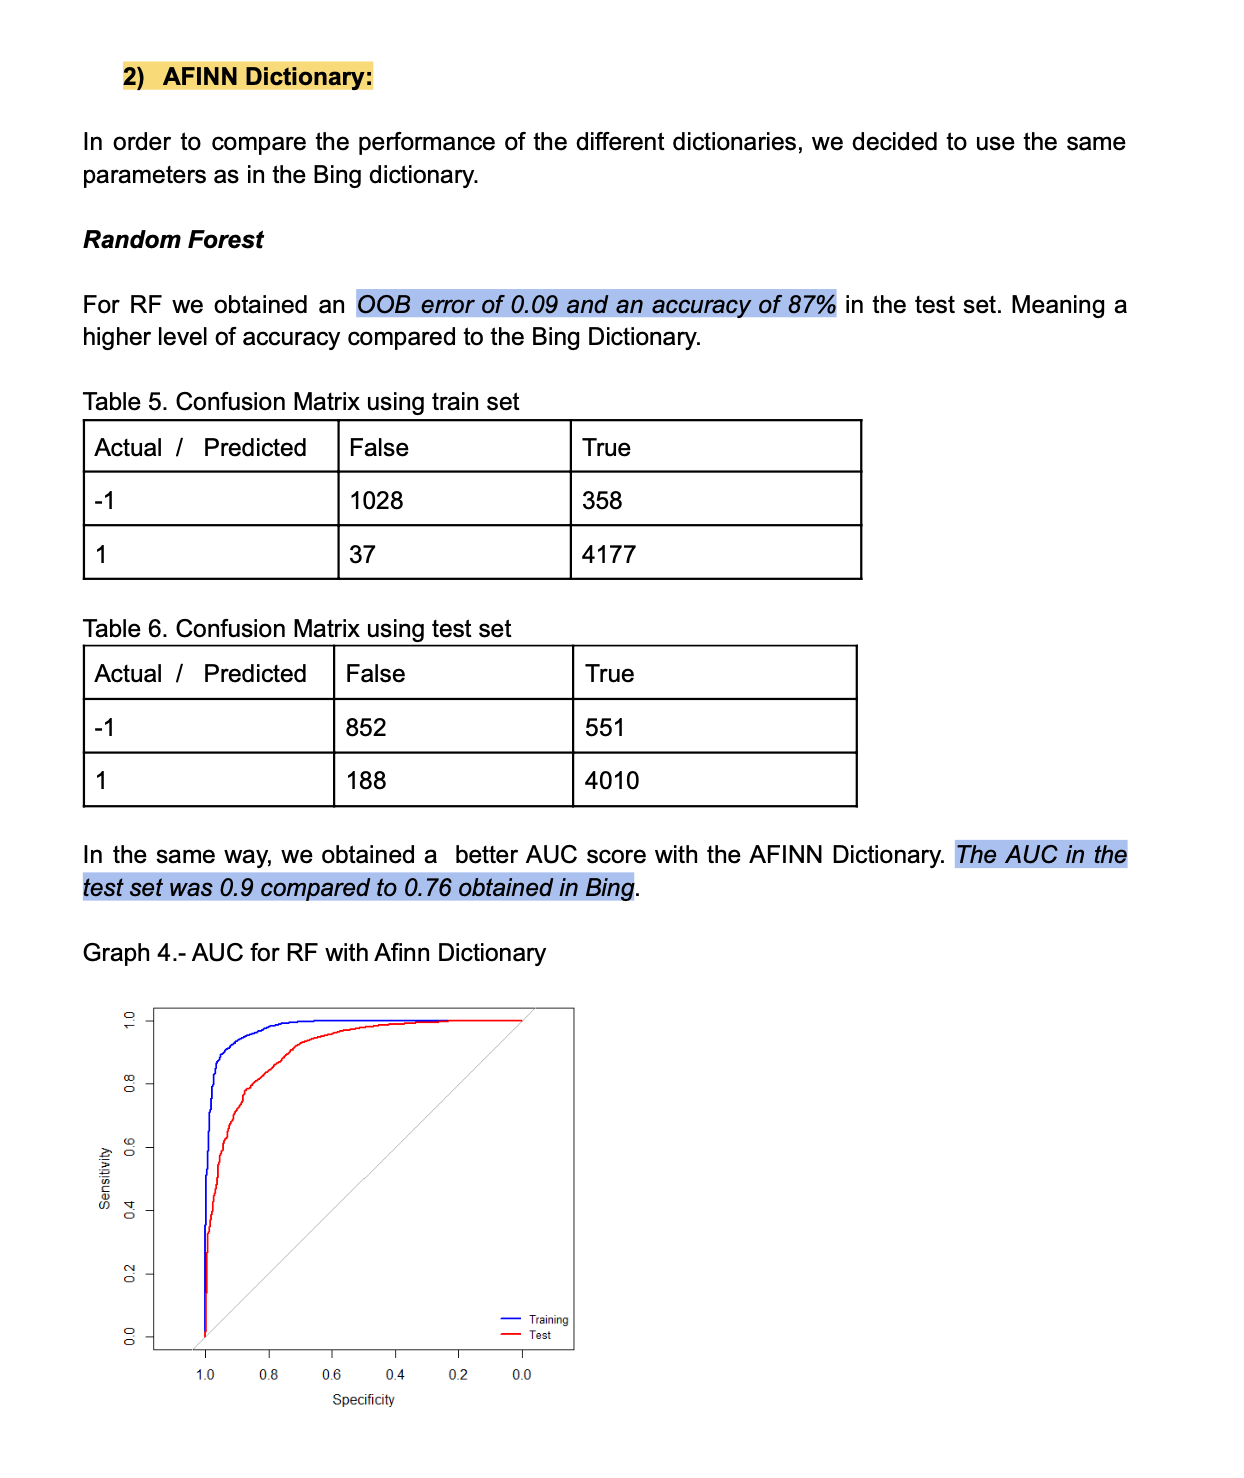 2) AFINN Dictionary:
In order to compare the performance of the different dictionaries, we decided to use the same
parameters as in the Bing dictionary.
Random Forest
For RF we obtained an OOB error of 0.09 and an accuracy of 87% in the test set. Meaning a
higher level of accuracy compared to the Bing Dictionary.
Table 5. Confusion Matrix using train set
Actual / Predicted False True
-1 1028 358
1 37 4177
Table 6. Confusion Matrix using test set
Actual / Predicted False True
-1 852 551
1 188 4010
In the same way, we obtained a better AUC score with the AFINN Dictionary. The AUC in the
test set was 0.9 compared to 0.76 obtained in Bing.
Graph 4.- AUC for RF with Afinn Dictionary
1.0
0.8
0.6
0.4
0.2
0.0
Sensitivity
Training
Test
1.0 0.8 0.6 0.4 0.2 0.0
Specificity